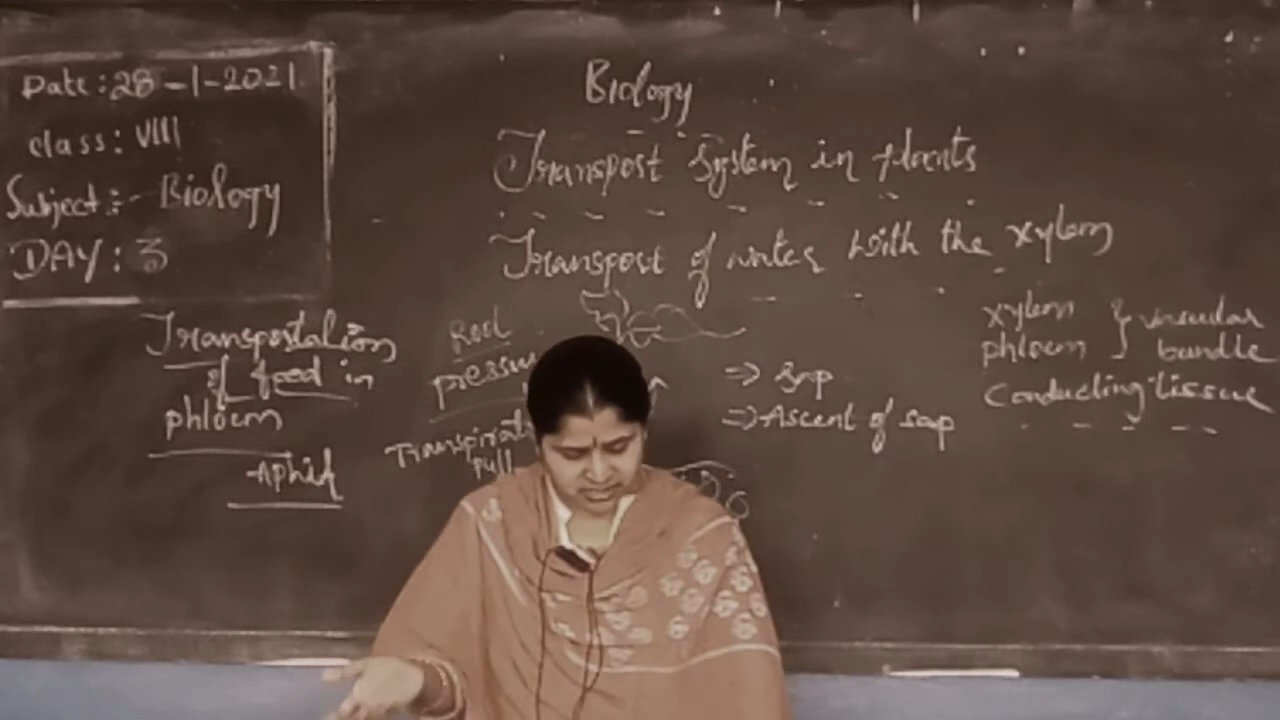 Date : 28-1-2021
class : VIII
Subject :- Biology
DAY : 3
Biology
Transport System in plants
Transport of water with the xylem
Transportation
of food in
phloem
Aphid
Root
pressure
Transpirati
pull
⇒ Sap
⇒ Ascent of sap
xylem } vascular
phloem } bundle
Conducting tissue